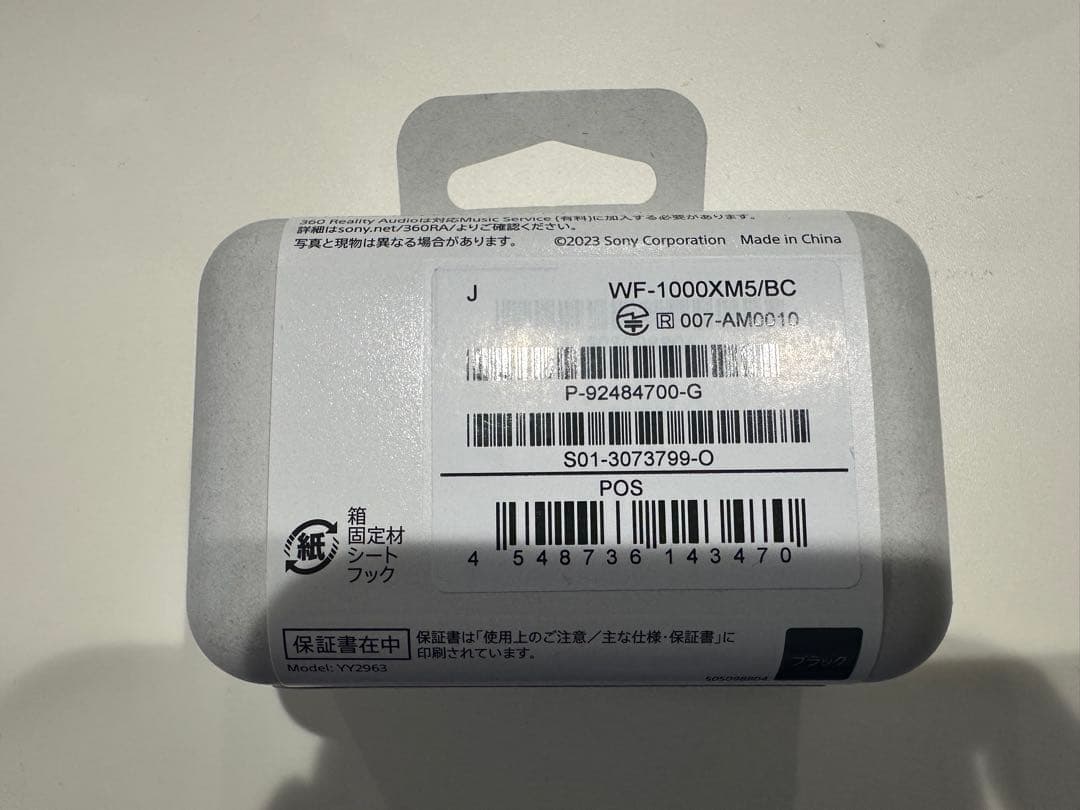 360 Reality Audioは対応Music Service (有料)に加入する必要があります。
詳細はsony.net/360RA/よりご確認ください。
写真と現物は異なる場合があります。 ©2023 Sony Corporation Made in China
J WF-1000XM5/BC
R 007-AM0010
P-92484700-G
S01-3073799-O
POS
4 548736 143470
紙
箱
固定材
シート
フック
保証書在中
保証書は「使用上のご注意/主な仕様・保証書」に
印刷されています。
Model: YY2963
ブラック